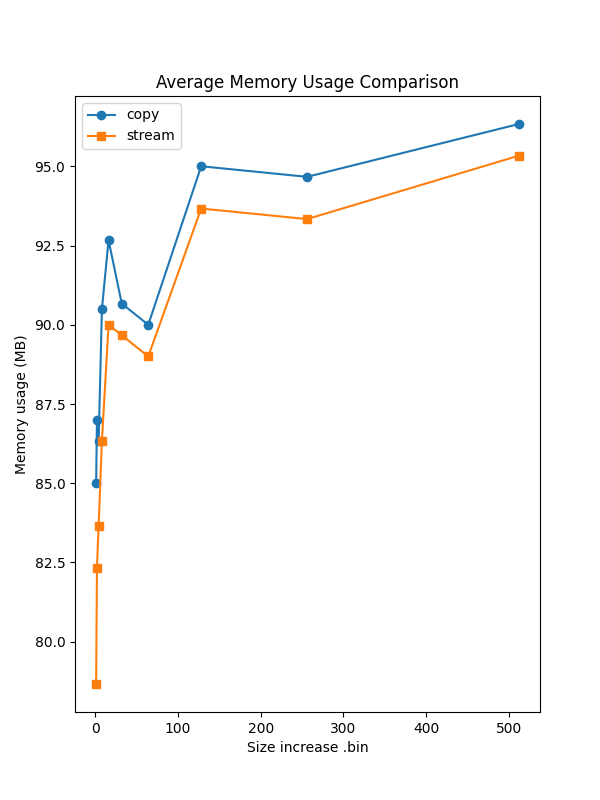 Average Memory Usage Comparison
copy
stream
95.0
92.5
90.0
87.5
85.0
82.5
80.0
Memory usage (MB)
0 100 200 300 400 500
Size increase .bin